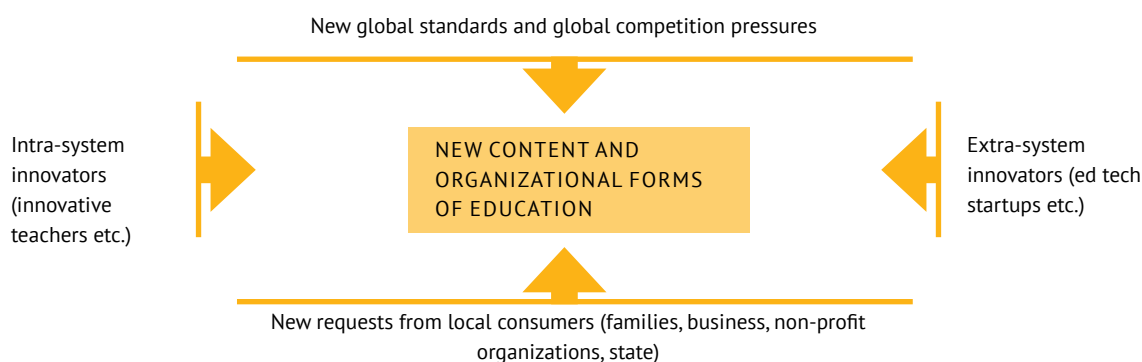 New global standards and global competition pressures
Intra-system
innovators
(innovative
teachers etc.)
NEW CONTENT AND
ORGANIZATIONAL FORMS
OF EDUCATION
Extra-system
innovators (ed tech
startups etc.)
New requests from local consumers (families, business, non-profit
organizations, state)